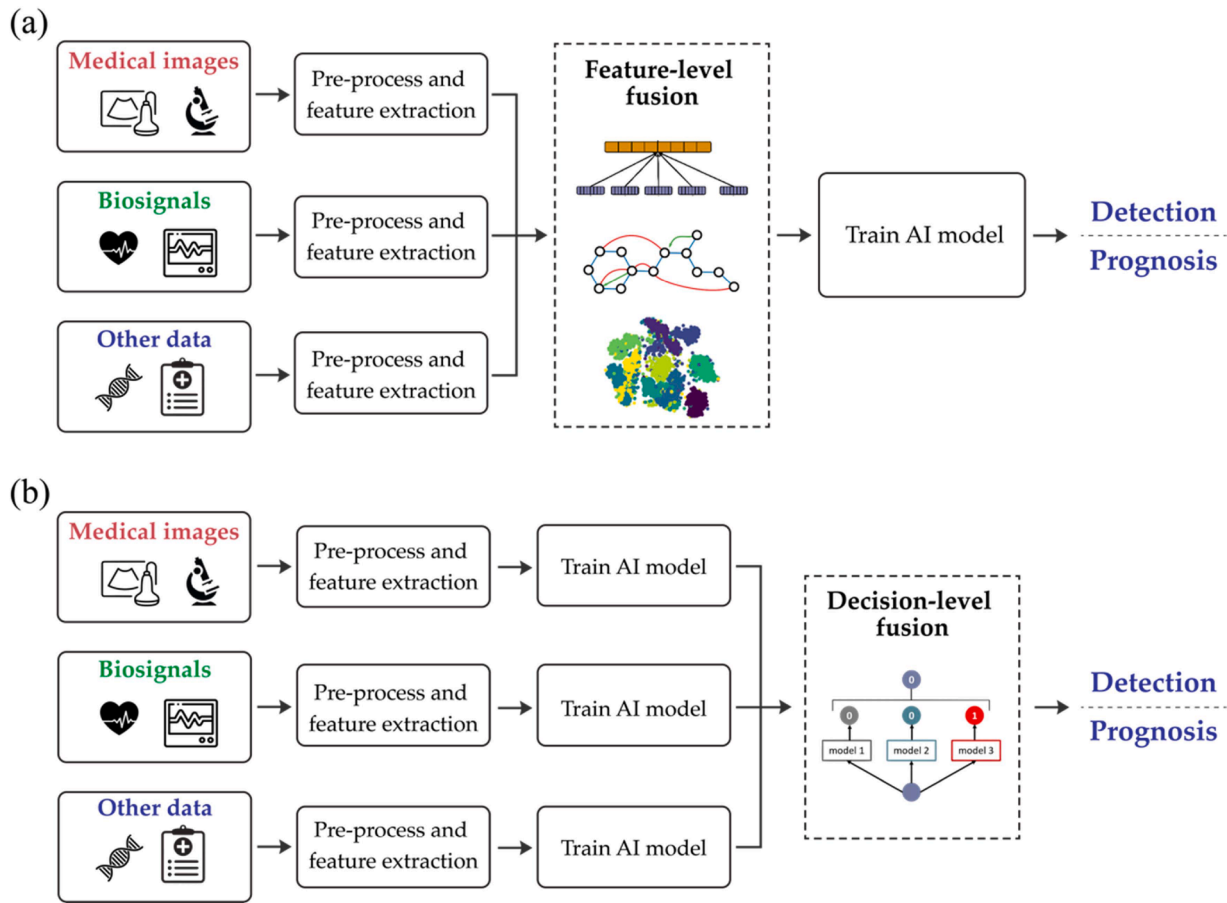 (a)
Medical images
Pre-process and
feature extraction
Biosignals
Pre-process and
feature extraction
Other data
Pre-process and
feature extraction
Feature-level
fusion
Train AI model
Detection
Prognosis
(b)
Medical images
Pre-process and
feature extraction
Train AI model
Biosignals
Pre-process and
feature extraction
Train AI model
Other data
Pre-process and
feature extraction
Train AI model
Decision-level
fusion
0
0 0 1
model 1 model 2 model 3
Detection
Prognosis